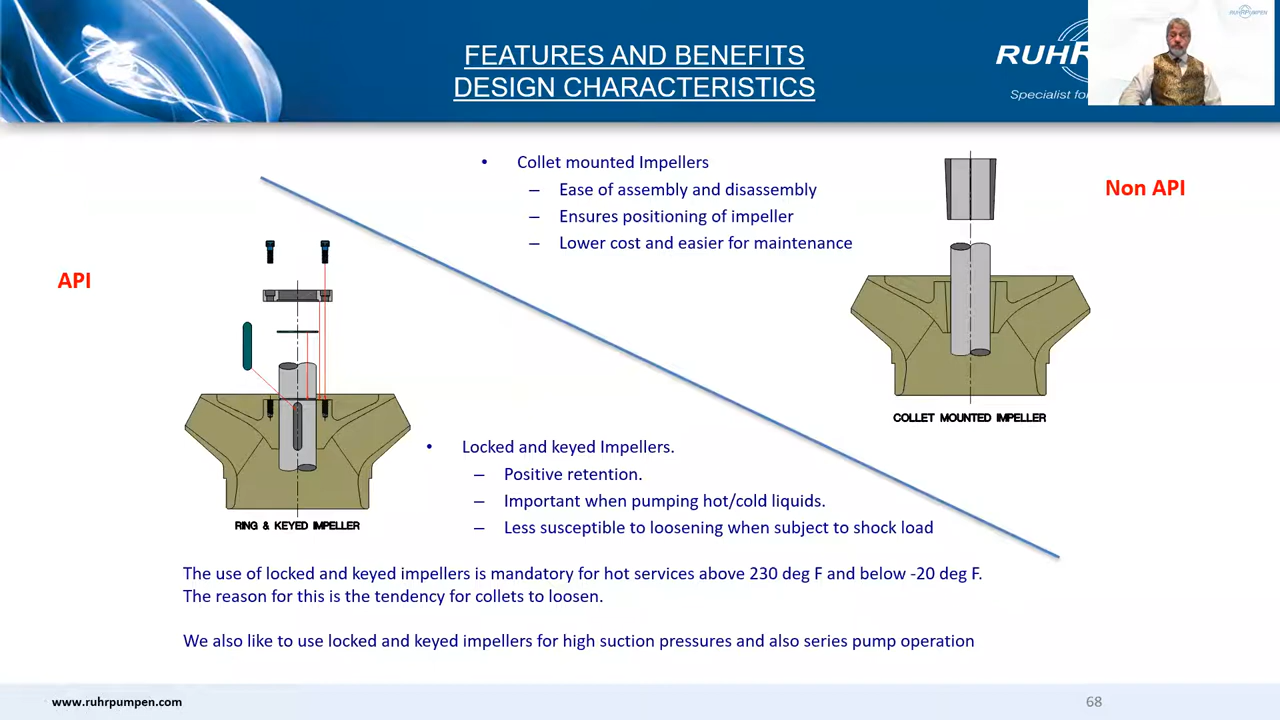 FEATURES AND BENEFITS
DESIGN CHARACTERISTICS
RUHR
Specialist for
RUHRPUMPEN
• Collet mounted Impellers
– Ease of assembly and disassembly
– Ensures positioning of impeller
– Lower cost and easier for maintenance
Non API
API
COLLET MOUNTED IMPELLER
• Locked and keyed Impellers.
– Positive retention.
– Important when pumping hot/cold liquids.
– Less susceptible to loosening when subject to shock load
RING & KEYED IMPELLER
The use of locked and keyed impellers is mandatory for hot services above 230 deg F and below -20 deg F.
The reason for this is the tendency for collets to loosen.
We also like to use locked and keyed impellers for high suction pressures and also series pump operation
www.ruhrpumpen.com
68